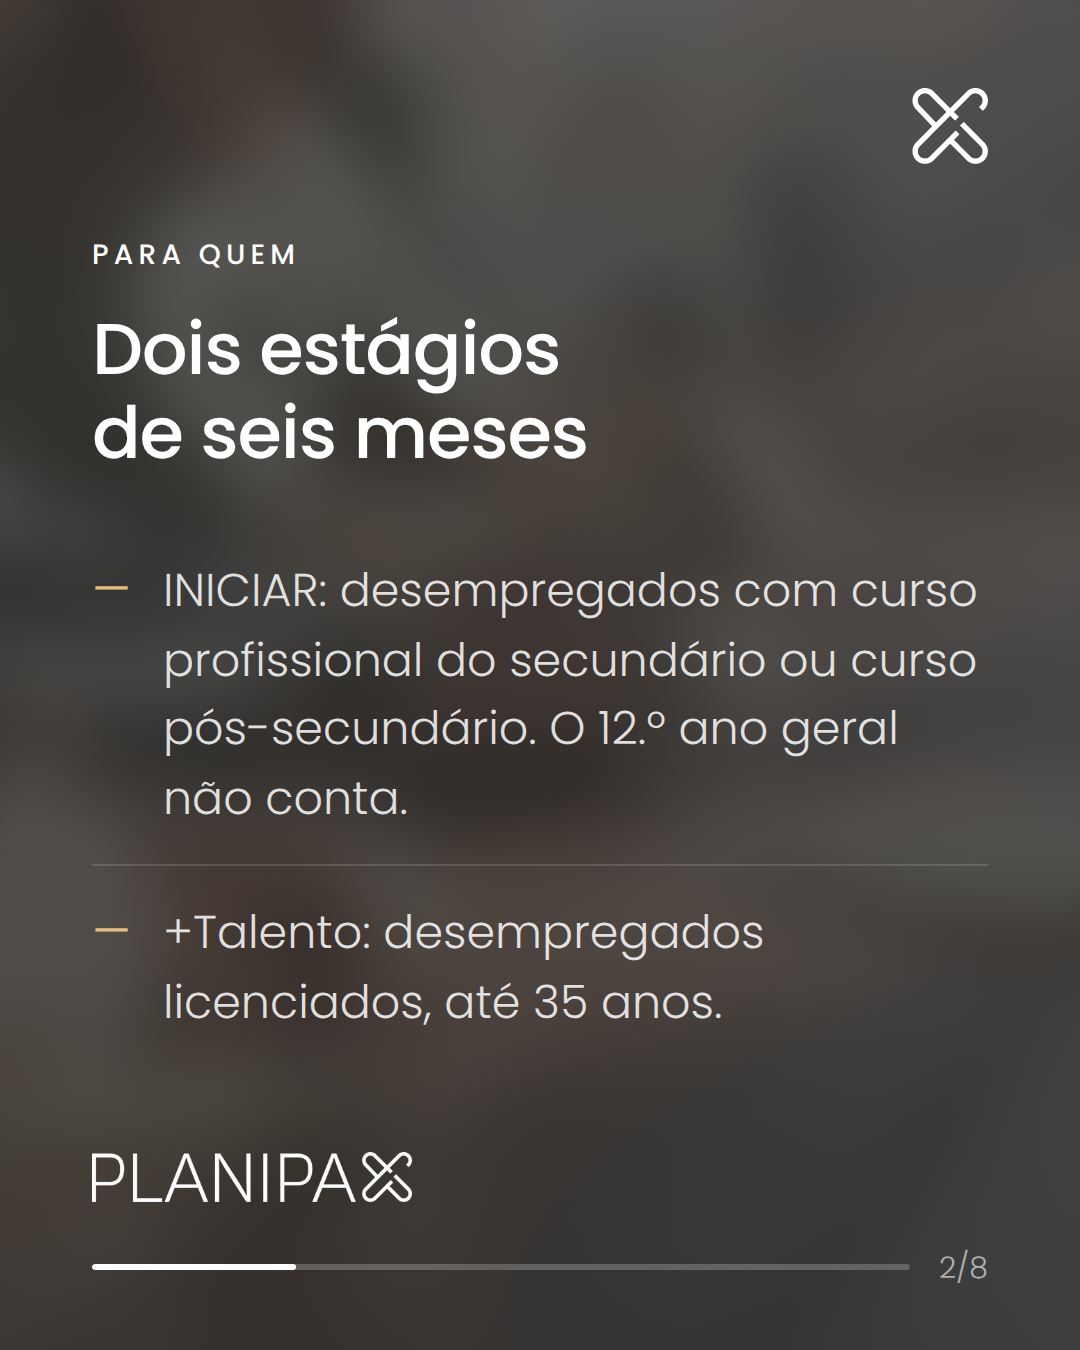 PARA QUEM
Dois estágios
de seis meses
— INICIAR: desempregados com curso
profissional do secundário ou curso
pós-secundário. O 12.º ano geral
não conta.
— +Talento: desempregados
licenciados, até 35 anos.
PLANIPAX
2/8